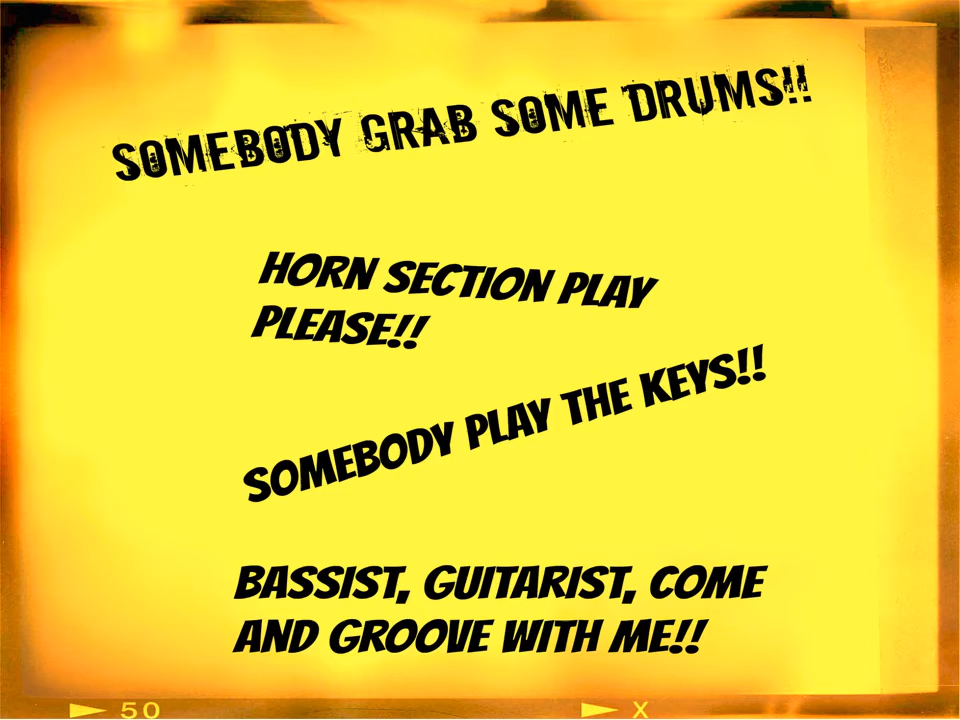 SOMEBODY GRAB SOME DRUMS!!
HORN SECTION PLAY
PLEASE!!
SOMEBODY PLAY THE KEYS!!
BASSIST, GUITARIST, COME
AND GROOVE WITH ME!!
50 X